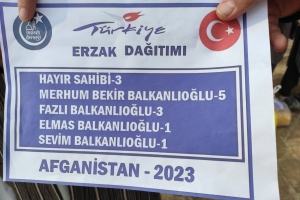 Türkiye
ERZAK DAĞITIMI
HAYIR SAHİBİ-3
MERHUM BEKİR BALKANLIOĞLU-5
FAZLI BALKANLIOĞLU-3
ELMAS BALKANLIOĞLU-1
SEVİM BALKANLIOĞLU-1
AFGANİSTAN - 2023